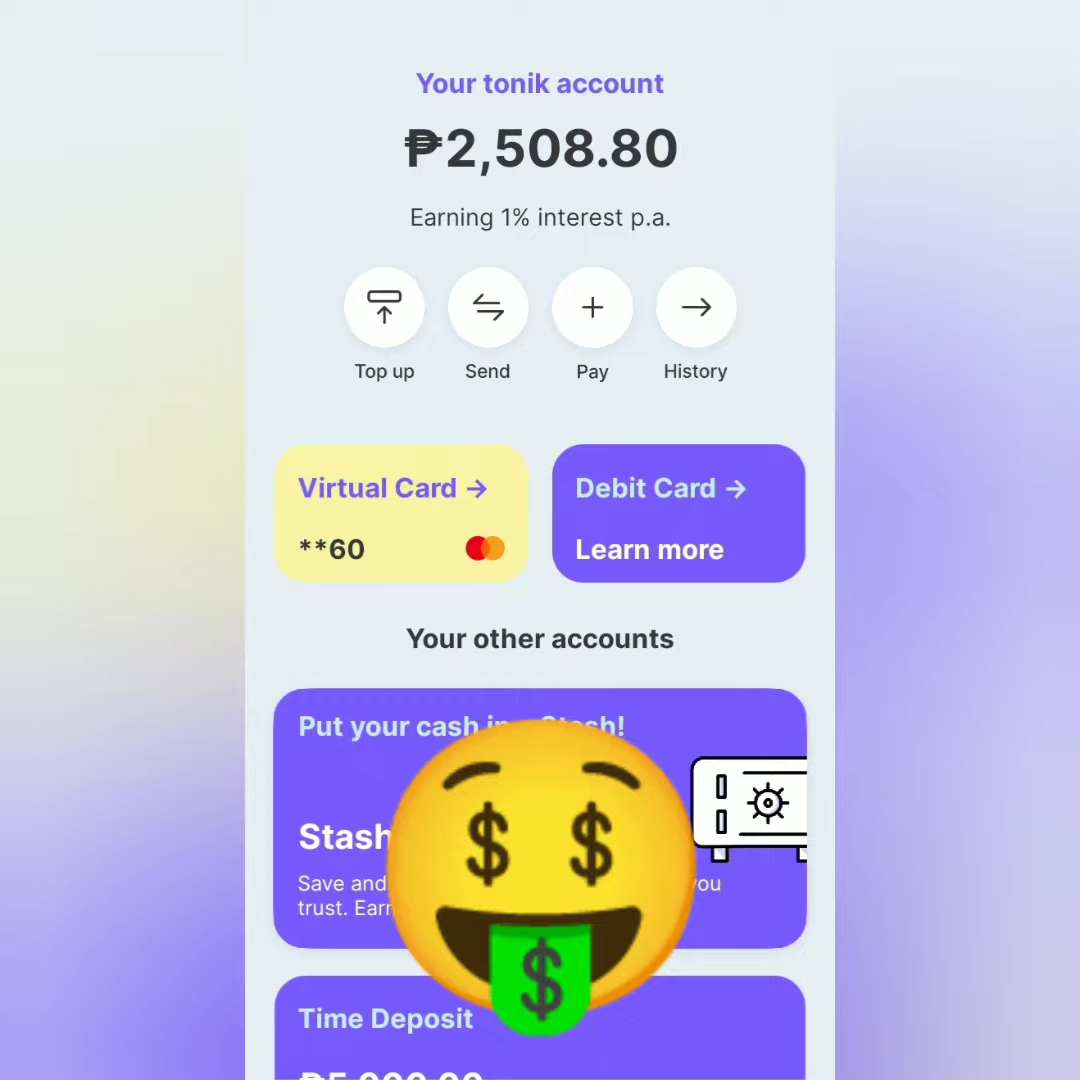 Your tonik account
₱2,508.80
Earning 1% interest p.a.
Top up
Send
Pay
History
Virtual Card →
**60
Debit Card →
Learn more
Your other accounts
Put your cash in a Stash!
Stash
Save and
you
trust. Earn
Time Deposit